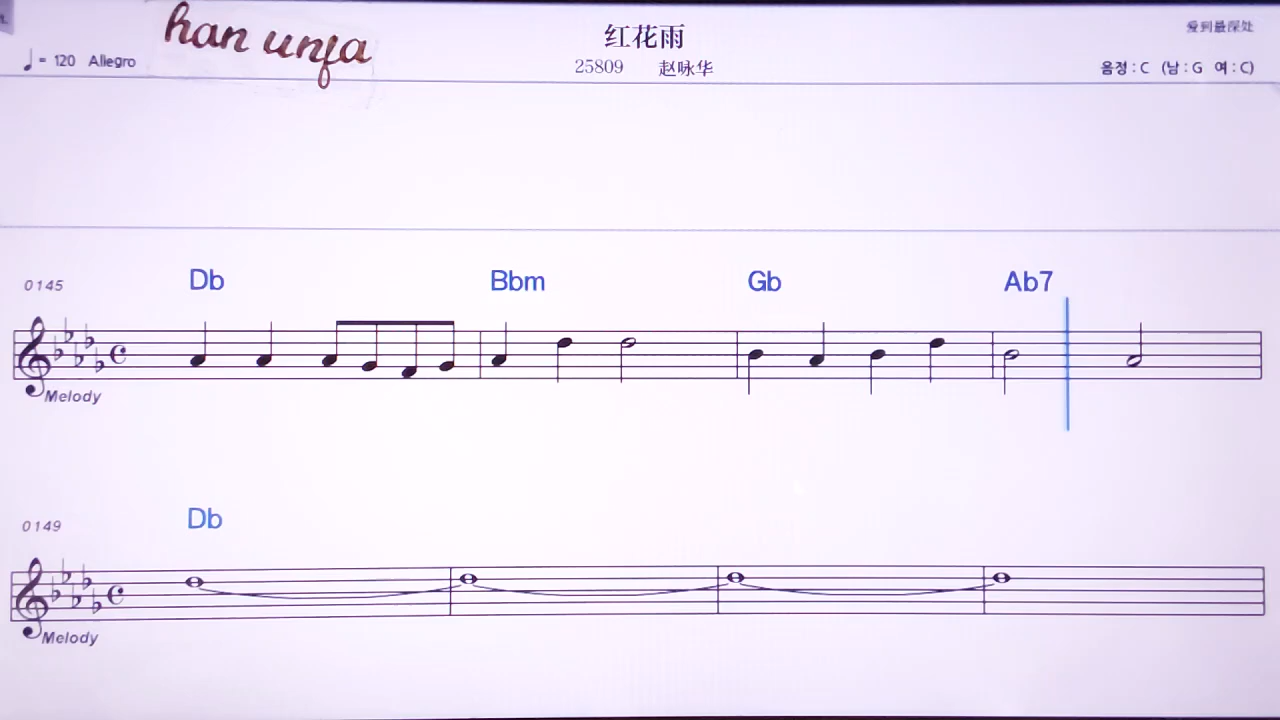 han unfa
红花雨
爱到最深处
♩ = 120 Allegro
25809 赵咏华
음정 : C (남 : G 여 : C)
0145
Db Bbm Gb Ab7
Melody
0149
Db
Melody